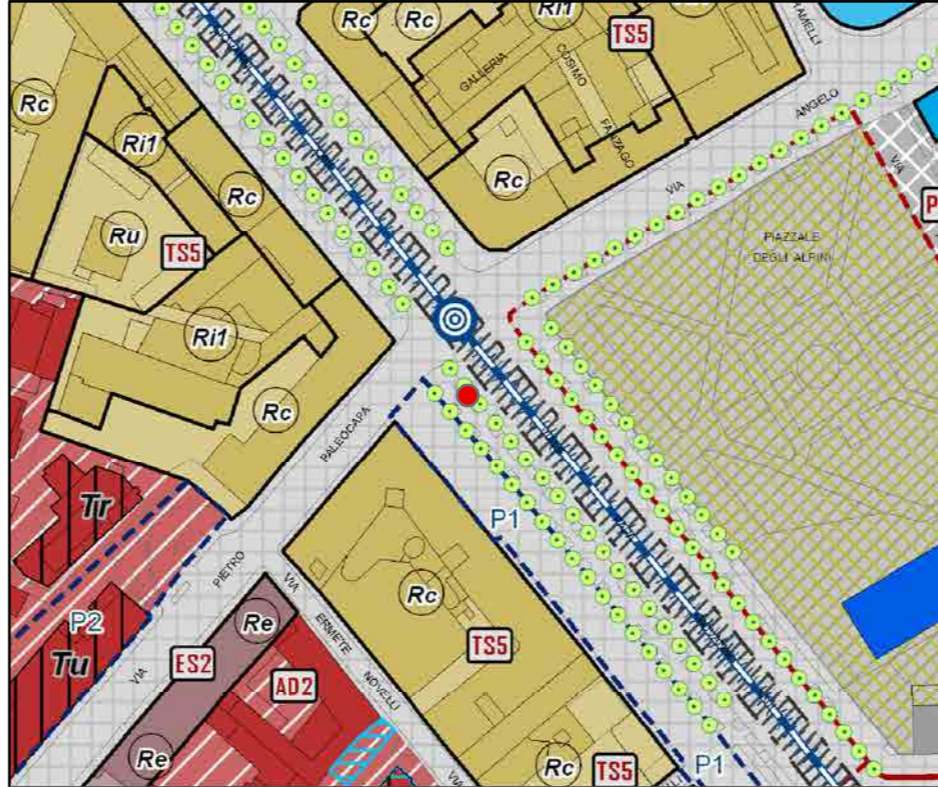 Rc
Rc
Ri1
TS5
GALLERIA
COSIMO
FANZAGO
Rc
Ri1
Rc
Rc
ANGELO
VIA
VIA
Ru
TS5
PIAZZALE
DEGLI ALPINI
Ri1
Rc
PALEOCAPA
PIETRO
VIA
Tr
P1
P2
Tu
VIA
ERMETE
NOVELLI
VIA
Rc
Re
TS5
ES2
AD2
Re
Rc
TS5
P1